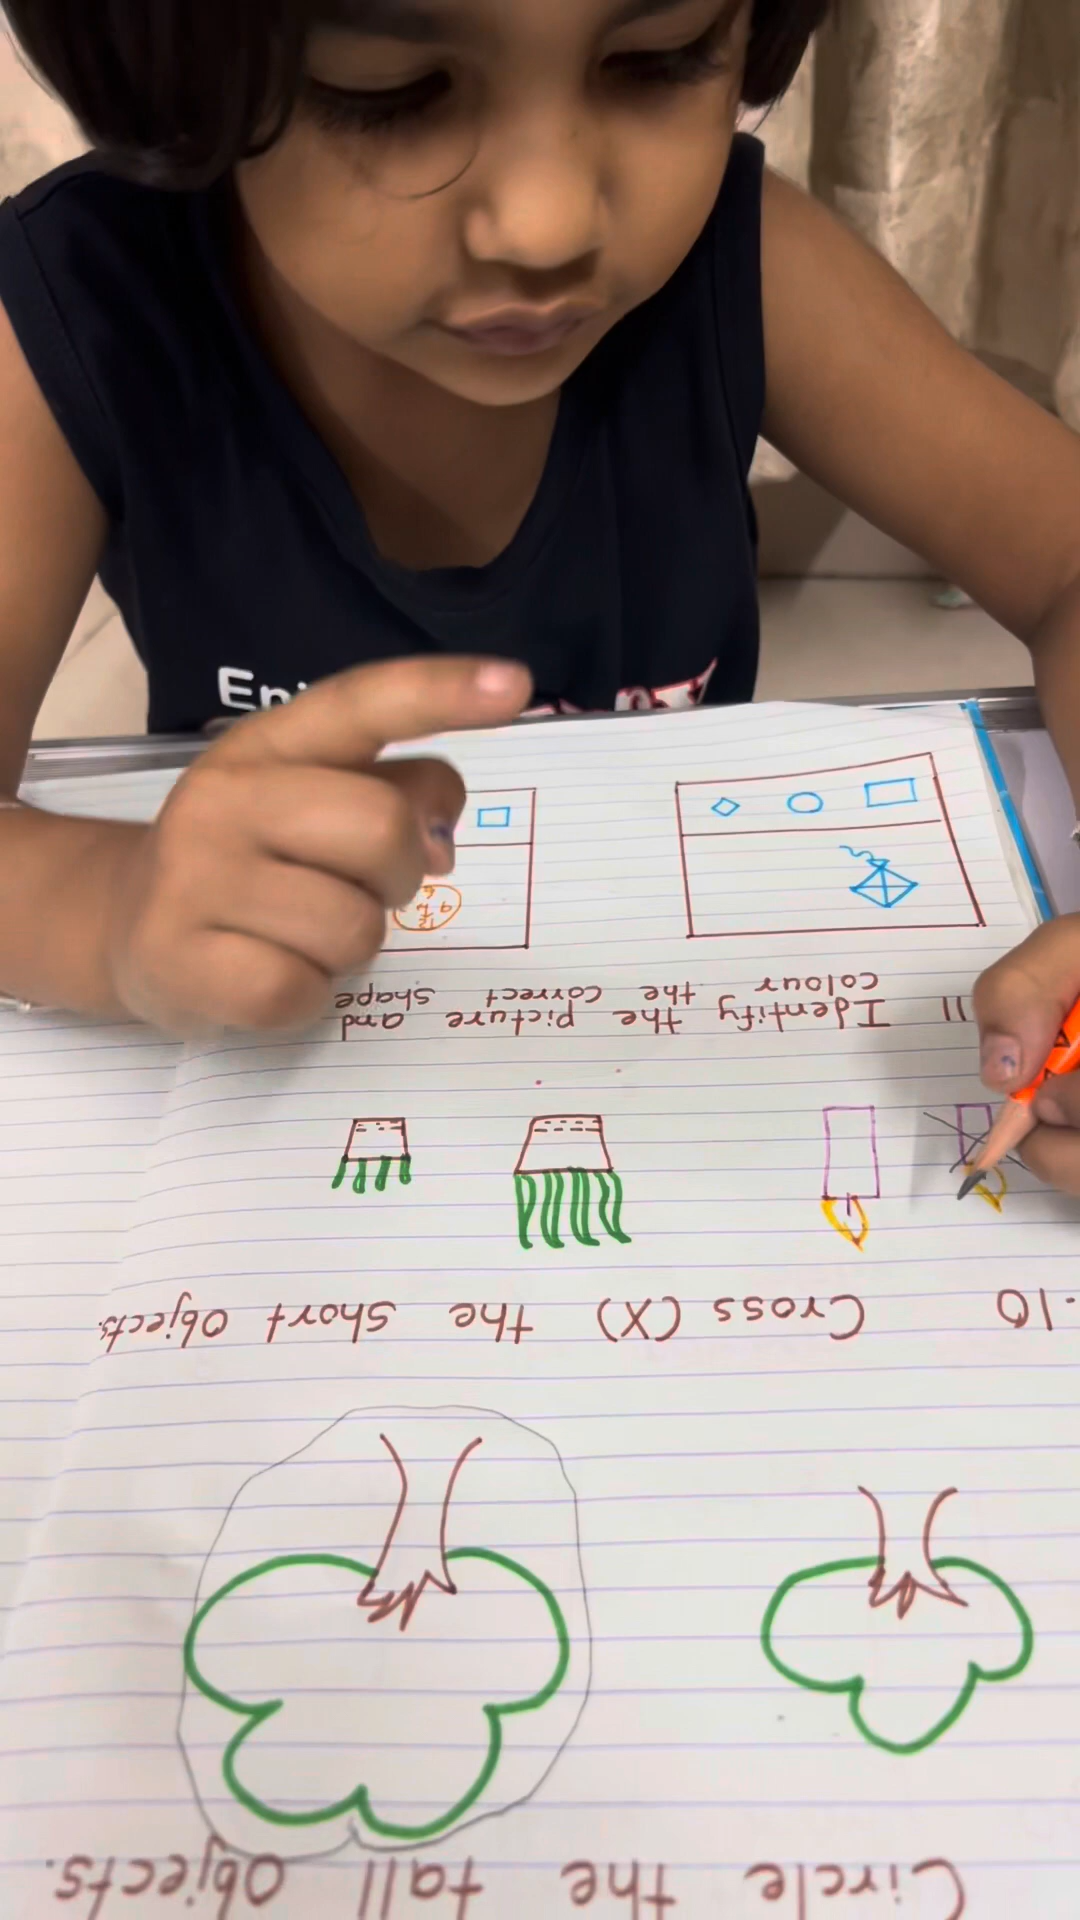 Circle the tall objects.
.10 Cross (X) the short objects.
11 Identify the picture and
colour the correct shape